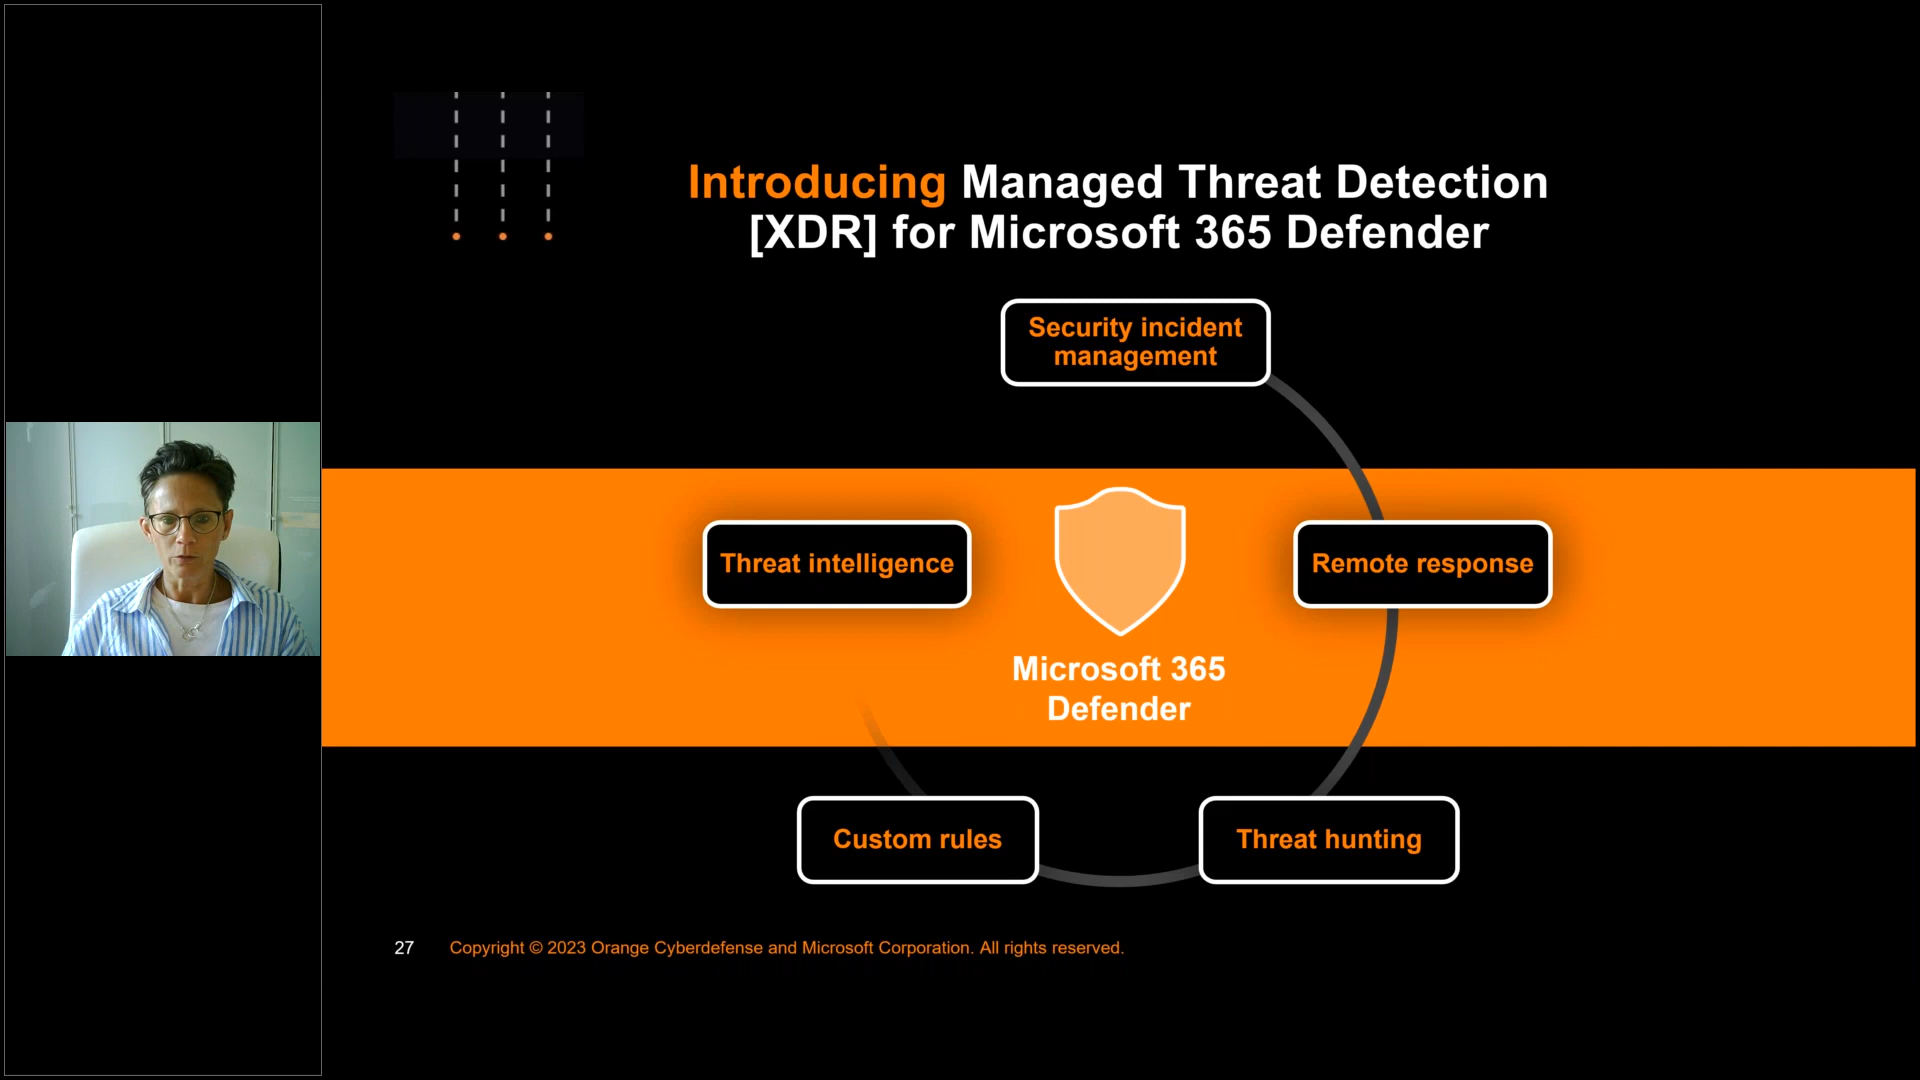 Introducing Managed Threat Detection
[XDR] for Microsoft 365 Defender
Security incident
management
Threat intelligence
Remote response
Microsoft 365
Defender
Custom rules
Threat hunting
27
Copyright © 2023 Orange Cyberdefense and Microsoft Corporation. All rights reserved.